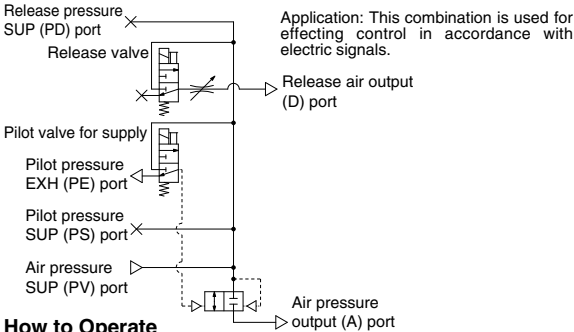 Release pressure
SUP (PD) port
Application: This combination is used for
effecting control in accordance with
electric signals.
Release valve
Release air output
(D) port
Pilot valve for supply
Pilot pressure
EXH (PE) port
Pilot pressure
SUP (PS) port
Air pressure
SUP (PV) port
Air pressure
output (A) port
How to Operate